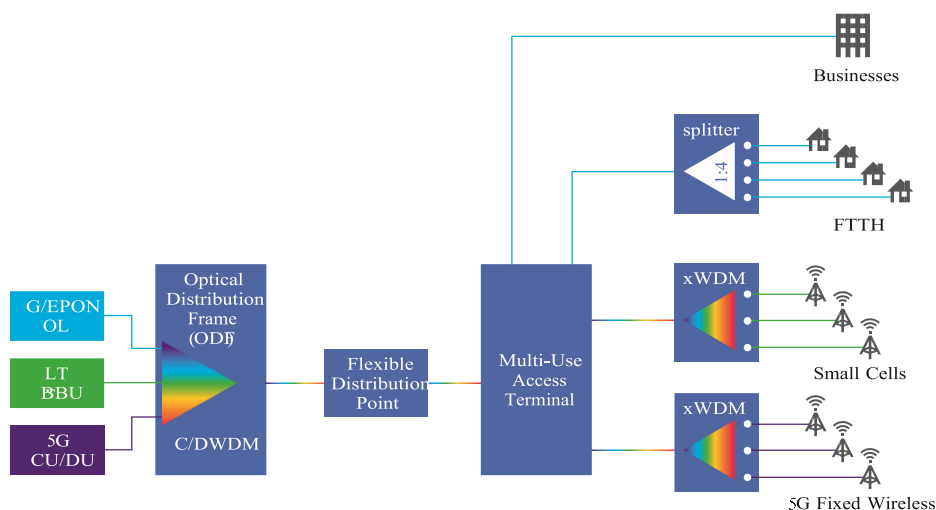 Businesses
splitter
1:4
FTTH
Optical
Distribution
Frame
(ODF)
C/DWDM
G/EPON
OL
LT
BBU
5G
CU/DU
Flexible
Distribution
Point
Multi-Use
Access
Terminal
xWDM
Small Cells
xWDM
5G Fixed Wireless